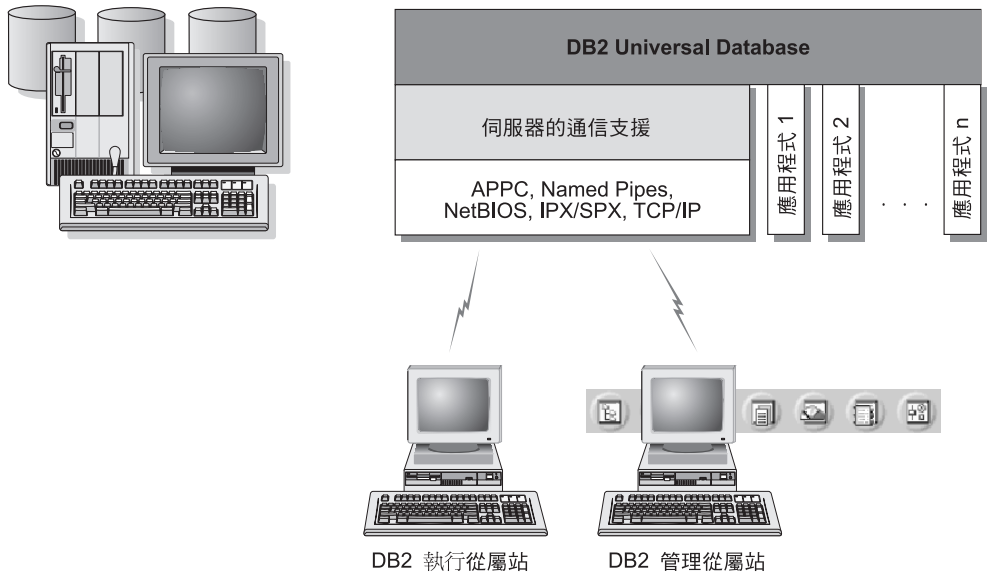 DB2 Universal Database
伺服器的通信支援
APPC, Named Pipes,
NetBIOS, IPX/SPX, TCP/IP
應用程式 1
應用程式 2
. . .
應用程式 n
DB2 執行從屬站
DB2 管理從屬站